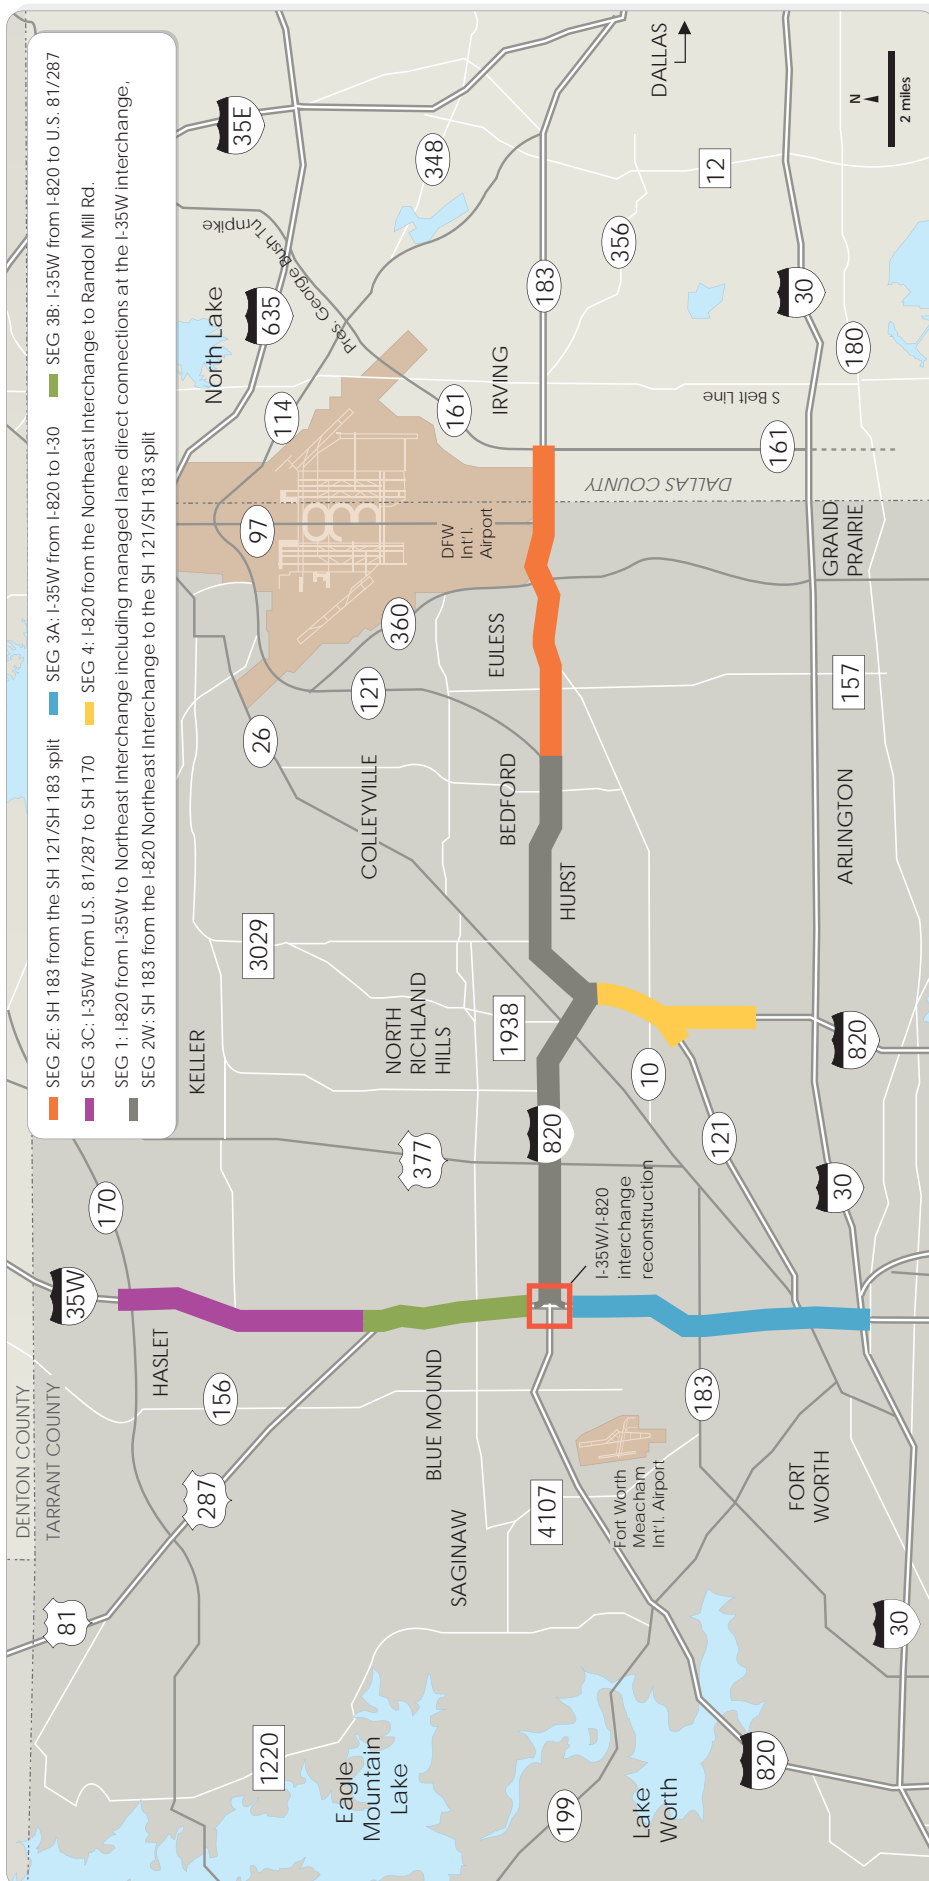 SEG 2E: SH 183 from the SH 121/SH 183 split
SEG 3A: I-35W from I-820 to I-30
SEG 3B: I-35W from I-820 to U.S. 81/287
SEG 3C: I-35W from U.S. 81/287 to SH 170
SEG 4: I-820 from the Northeast Interchange to Randol Mill Rd.
SEG 1: I-820 from I-35W to Northeast Interchange including managed lane direct connections at the I-35W interchange,
SEG 2W: SH 183 from the I-820 Northeast Interchange to the SH 121/SH 183 split
DENTON COUNTY
TARRANT COUNTY
81
287
156
HASLET
35W
170
KELLER
3029
26
97
114
North Lake
635
35E
Pres. George Bush Turnpike
348
1220
Eagle
Mountain
Lake
SAGINAW
BLUE MOUND
377
NORTH
RICHLAND
HILLS
COLLEYVILLE
121
360
DFW
Int'l.
Airport
161
IRVING
EULESS
BEDFORD
1938
HURST
820
4107
183
356
DALLAS
199
Lake
Worth
Fort Worth
Meacham
Int'l. Airport
I-35W/I-820
interchange
reconstruction
10
183
121
12
DALLAS COUNTY
S Belt Line
161
820
FORT
WORTH
30
820
ARLINGTON
157
GRAND
PRAIRIE
30
180
30
N
2 miles